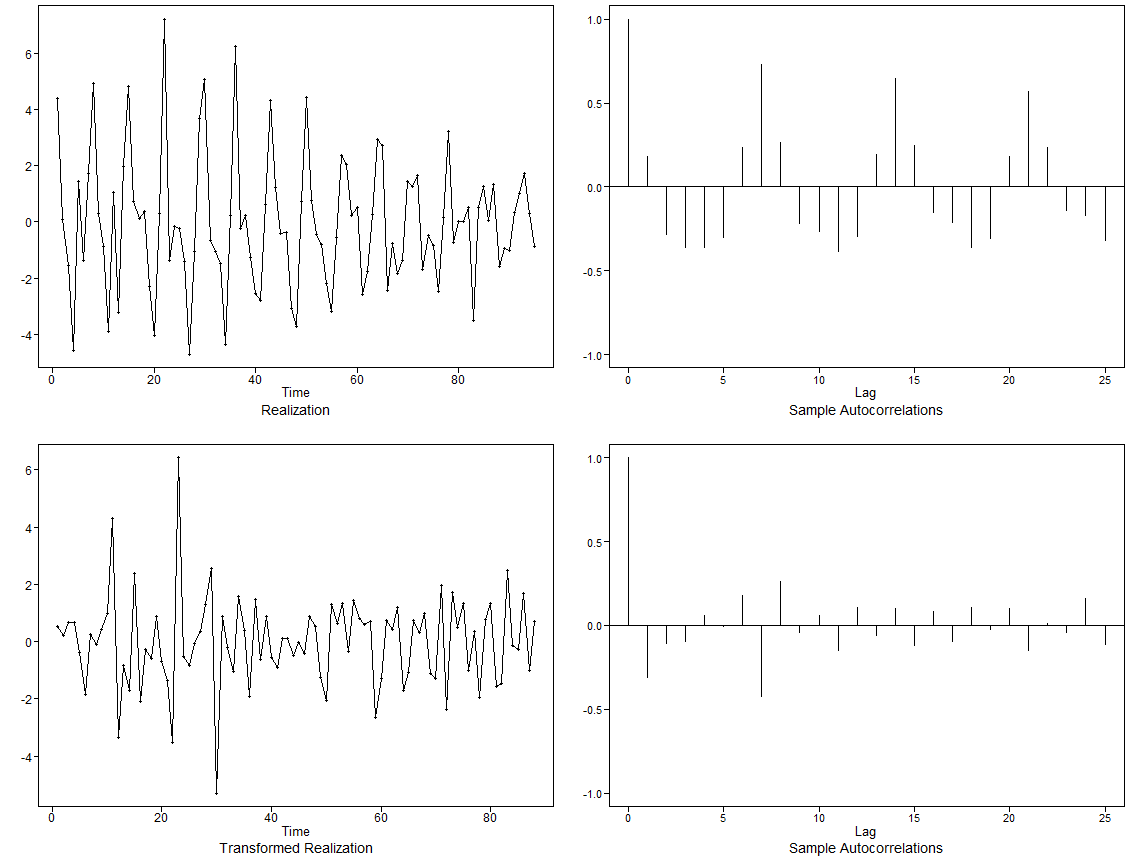 6
4
2
0
-2
-4
0 20 40 60 80
Time
Realization
1.0
0.5
0.0
-0.5
-1.0
0 5 10 15 20 25
Lag
Sample Autocorrelations
6
4
2
0
-2
-4
0 20 40 60 80
Time
Transformed Realization
1.0
0.5
0.0
-0.5
-1.0
0 5 10 15 20 25
Lag
Sample Autocorrelations